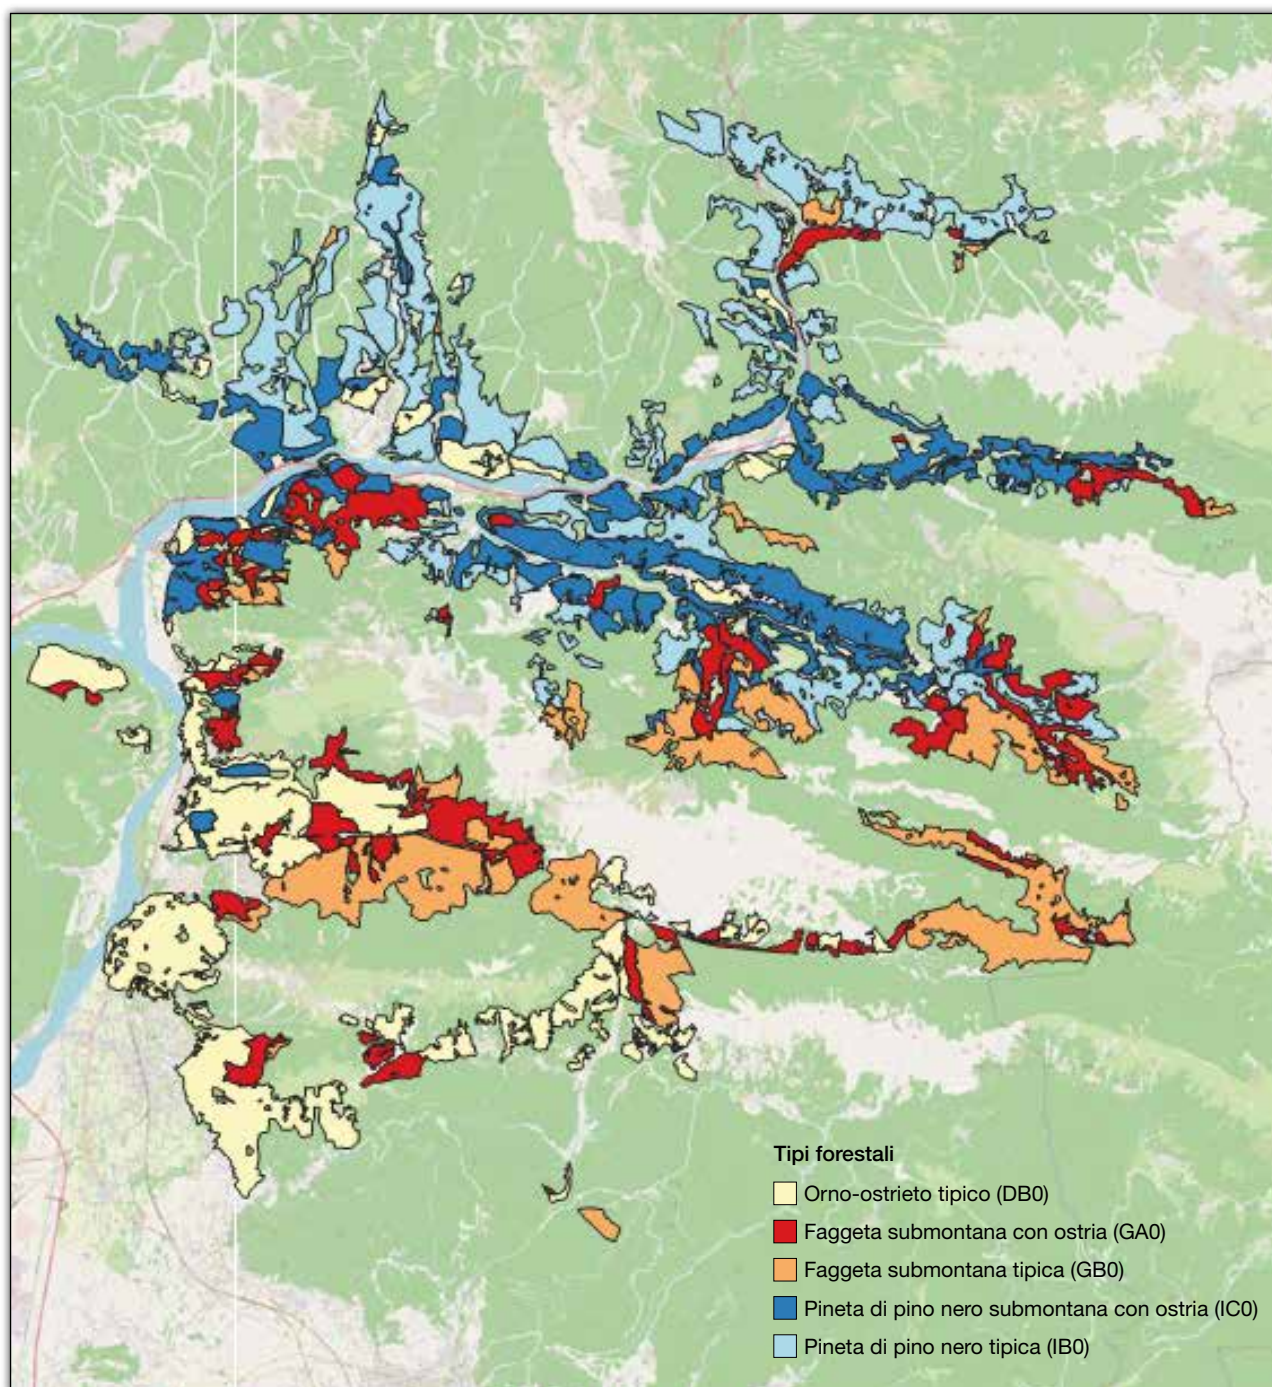 Tipi forestali
Orno-ostrieto tipico (DB0)
Faggeta submontana con ostria (GA0)
Faggeta submontana tipica (GB0)
Pineta di pino nero submontana con ostria (IC0)
Pineta di pino nero tipica (IB0)